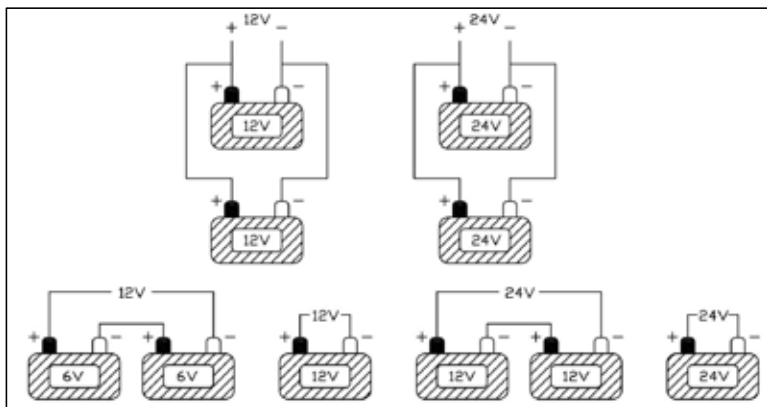 12V 24V
+ - + -
+ - + -
12V 24V
+ - + -
12V 24V
12V 12V 24V 24V
+ - + - + - + - + - + -
6V 6V 12V 12V 12V 24V